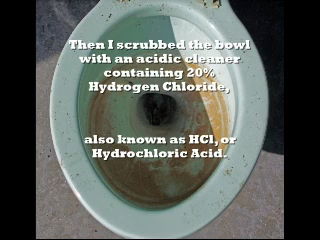 Then I scrubbed the bowl
with an acidic cleaner
containing 20%
Hydrogen Chloride,
also known as HCl, or
Hydrochloric Acid.